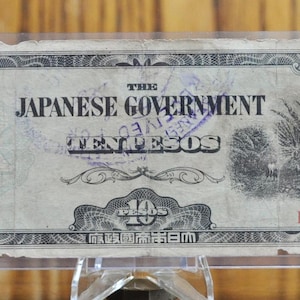 THE
JAPANESE GOVERNMENT
TEN PESOS
10
PESOS
府政國帝本日大